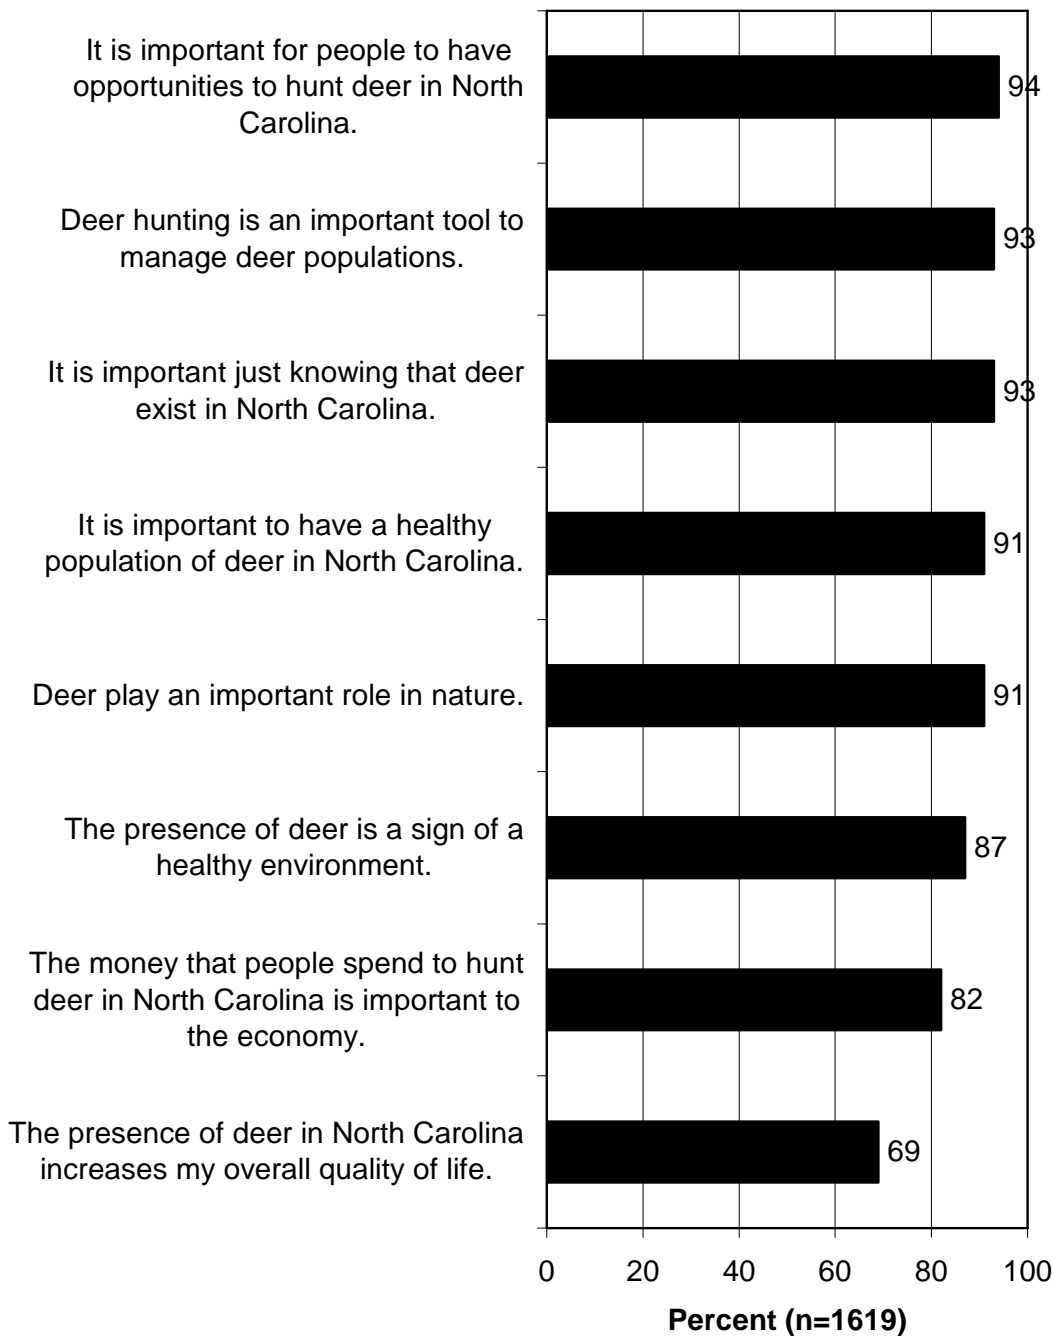 It is important for people to have
opportunities to hunt deer in North
Carolina.
94
Deer hunting is an important tool to
manage deer populations.
93
It is important just knowing that deer
exist in North Carolina.
93
It is important to have a healthy
population of deer in North Carolina.
91
Deer play an important role in nature.
91
The presence of deer is a sign of a
healthy environment.
87
The money that people spend to hunt
deer in North Carolina is important to
the economy.
82
The presence of deer in North Carolina
increases my overall quality of life.
69
0 20 40 60 80 100
Percent (n=1619)